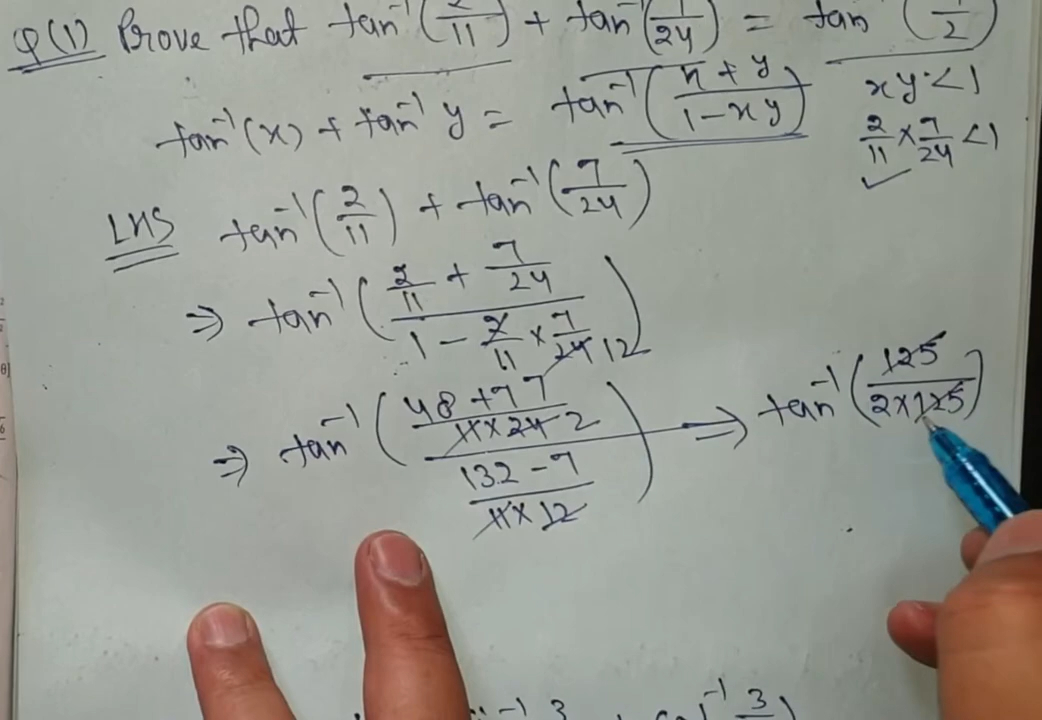 Q(1) Prove that tan⁻¹(2/11) + tan⁻¹(7/24) = tan⁻¹(1/2)
tan⁻¹(x) + tan⁻¹ y = tan⁻¹((x + y)/(1 - xy)) xy < 1
2/11 × 7/24 < 1 ✓
LHS tan⁻¹(2/11) + tan⁻¹(7/24)
⇒ tan⁻¹((2/11 + 7/24)/(1 - 2/11 × 7/24 12))
⇒ tan⁻¹(((48 + 77)/(11 × 24 2))/((132 - 7)/(11 × 12))) ⇒ tan⁻¹(125/(2×125))